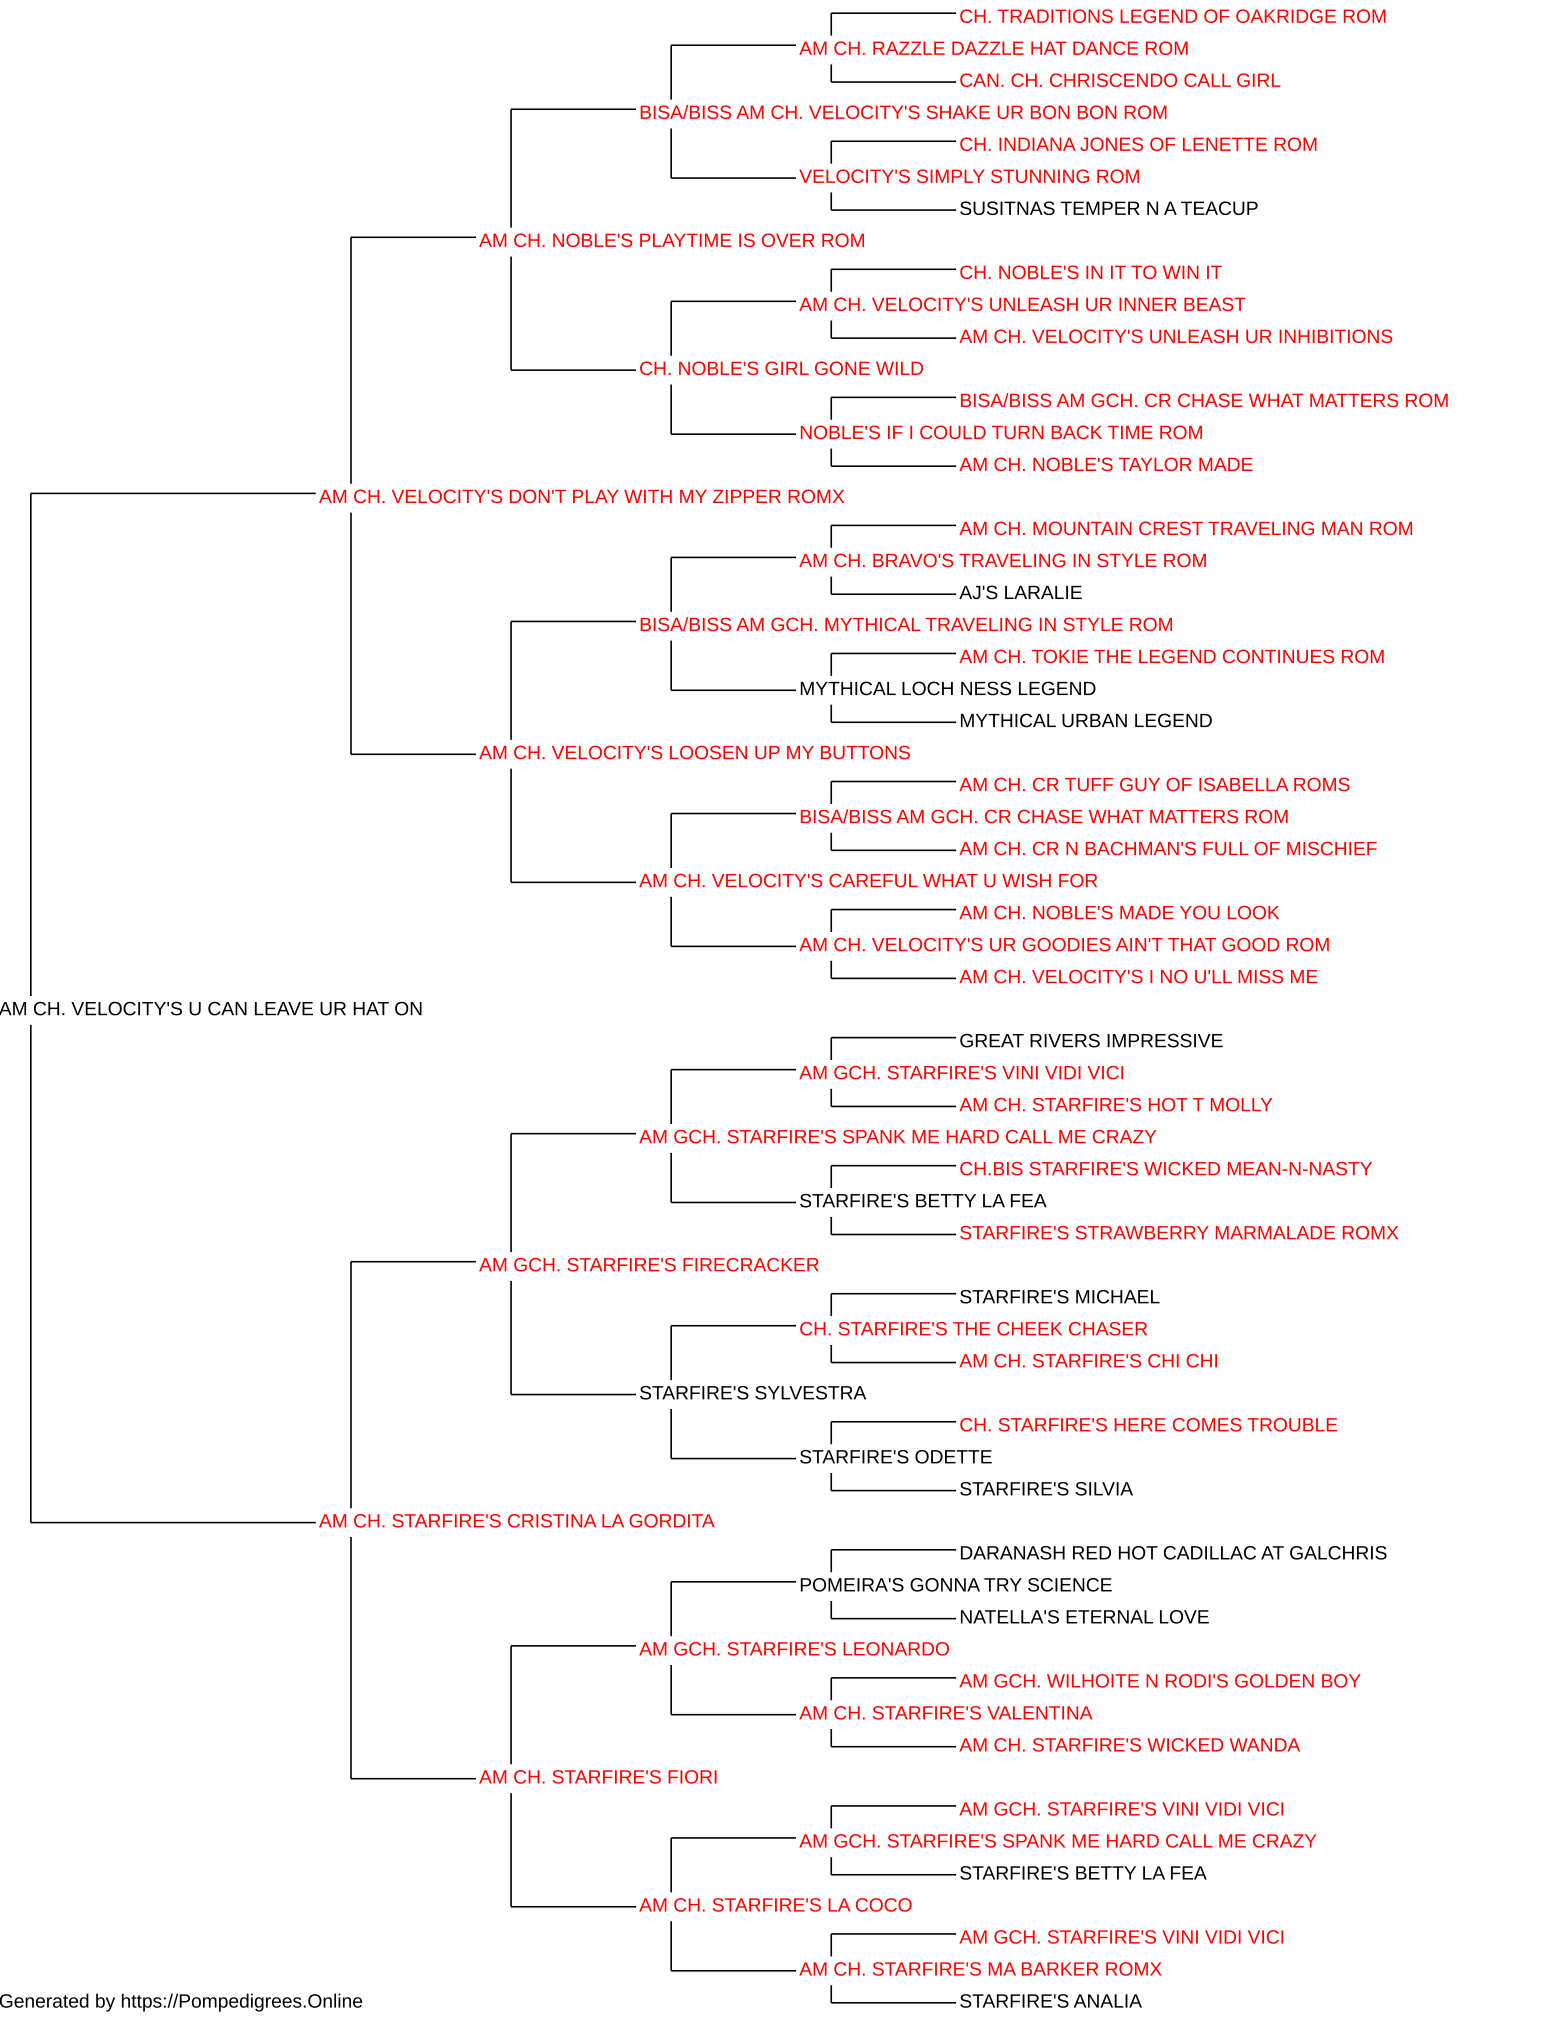 CH. TRADITIONS LEGEND OF OAKRIDGE ROM
AM CH. RAZZLE DAZZLE HAT DANCE ROM
CAN. CH. CHRISCENDO CALL GIRL
BISA/BISS AM CH. VELOCITY'S SHAKE UR BON BON ROM
CH. INDIANA JONES OF LENETTE ROM
VELOCITY'S SIMPLY STUNNING ROM
SUSITNAS TEMPER N A TEACUP
AM CH. NOBLE'S PLAYTIME IS OVER ROM
CH. NOBLE'S IN IT TO WIN IT
AM CH. VELOCITY'S UNLEASH UR INNER BEAST
AM CH. VELOCITY'S UNLEASH UR INHIBITIONS
CH. NOBLE'S GIRL GONE WILD
BISA/BISS AM GCH. CR CHASE WHAT MATTERS ROM
NOBLE'S IF I COULD TURN BACK TIME ROM
AM CH. NOBLE'S TAYLOR MADE
AM CH. VELOCITY'S DON'T PLAY WITH MY ZIPPER ROMX
AM CH. MOUNTAIN CREST TRAVELING MAN ROM
AM CH. BRAVO'S TRAVELING IN STYLE ROM
AJ'S LARALIE
BISA/BISS AM GCH. MYTHICAL TRAVELING IN STYLE ROM
AM CH. TOKIE THE LEGEND CONTINUES ROM
MYTHICAL LOCH NESS LEGEND
MYTHICAL URBAN LEGEND
AM CH. VELOCITY'S LOOSEN UP MY BUTTONS
AM CH. CR TUFF GUY OF ISABELLA ROMS
BISA/BISS AM GCH. CR CHASE WHAT MATTERS ROM
AM CH. CR N BACHMAN'S FULL OF MISCHIEF
AM CH. VELOCITY'S CAREFUL WHAT U WISH FOR
AM CH. NOBLE'S MADE YOU LOOK
AM CH. VELOCITY'S UR GOODIES AIN'T THAT GOOD ROM
AM CH. VELOCITY'S I NO U'LL MISS ME
AM CH. VELOCITY'S U CAN LEAVE UR HAT ON
GREAT RIVERS IMPRESSIVE
AM GCH. STARFIRE'S VINI VIDI VICI
AM CH. STARFIRE'S HOT T MOLLY
AM GCH. STARFIRE'S SPANK ME HARD CALL ME CRAZY
CH.BIS STARFIRE'S WICKED MEAN-N-NASTY
STARFIRE'S BETTY LA FEA
STARFIRE'S STRAWBERRY MARMALADE ROMX
AM GCH. STARFIRE'S FIRECRACKER
STARFIRE'S MICHAEL
CH. STARFIRE'S THE CHEEK CHASER
AM CH. STARFIRE'S CHI CHI
STARFIRE'S SYLVESTRA
CH. STARFIRE'S HERE COMES TROUBLE
STARFIRE'S ODETTE
STARFIRE'S SILVIA
AM CH. STARFIRE'S CRISTINA LA GORDITA
DARANASH RED HOT CADILLAC AT GALCHRIS
POMEIRA'S GONNA TRY SCIENCE
NATELLA'S ETERNAL LOVE
AM GCH. STARFIRE'S LEONARDO
AM GCH. WILHOITE N RODI'S GOLDEN BOY
AM CH. STARFIRE'S VALENTINA
AM CH. STARFIRE'S WICKED WANDA
AM CH. STARFIRE'S FIORI
AM GCH. STARFIRE'S VINI VIDI VICI
AM GCH. STARFIRE'S SPANK ME HARD CALL ME CRAZY
STARFIRE'S BETTY LA FEA
AM CH. STARFIRE'S LA COCO
AM GCH. STARFIRE'S VINI VIDI VICI
AM CH. STARFIRE'S MA BARKER ROMX
STARFIRE'S ANALIA
Generated by https://Pompedigrees.Online